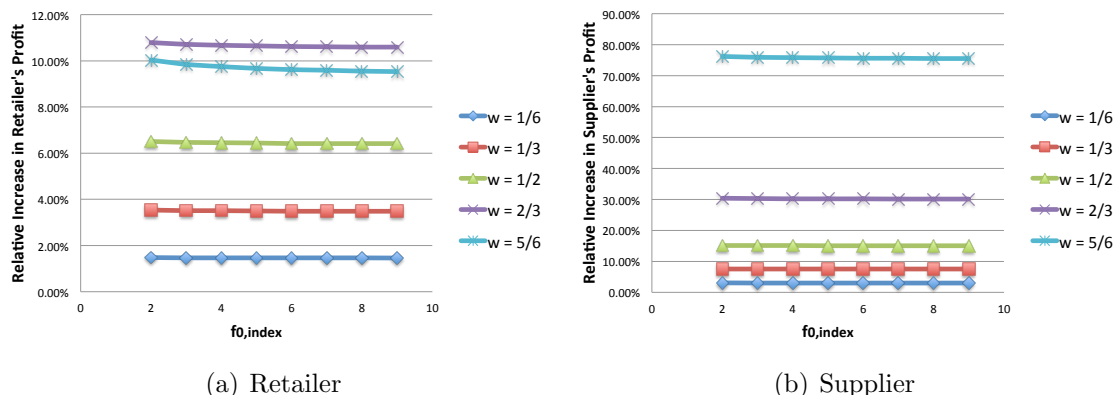 Relative Increase in Retailer's Profit
12.00%
10.00%
8.00%
6.00%
4.00%
2.00%
0.00%
0 2 4 6 8 10
f0,index
w = 1/6
w = 1/3
w = 1/2
w = 2/3
w = 5/6
(a) Retailer
Relative Increase in Supplier's Profit
90.00%
80.00%
70.00%
60.00%
50.00%
40.00%
30.00%
20.00%
10.00%
0.00%
0 2 4 6 8 10
f0,index
w = 1/6
w = 1/3
w = 1/2
w = 2/3
w = 5/6
(b) Supplier